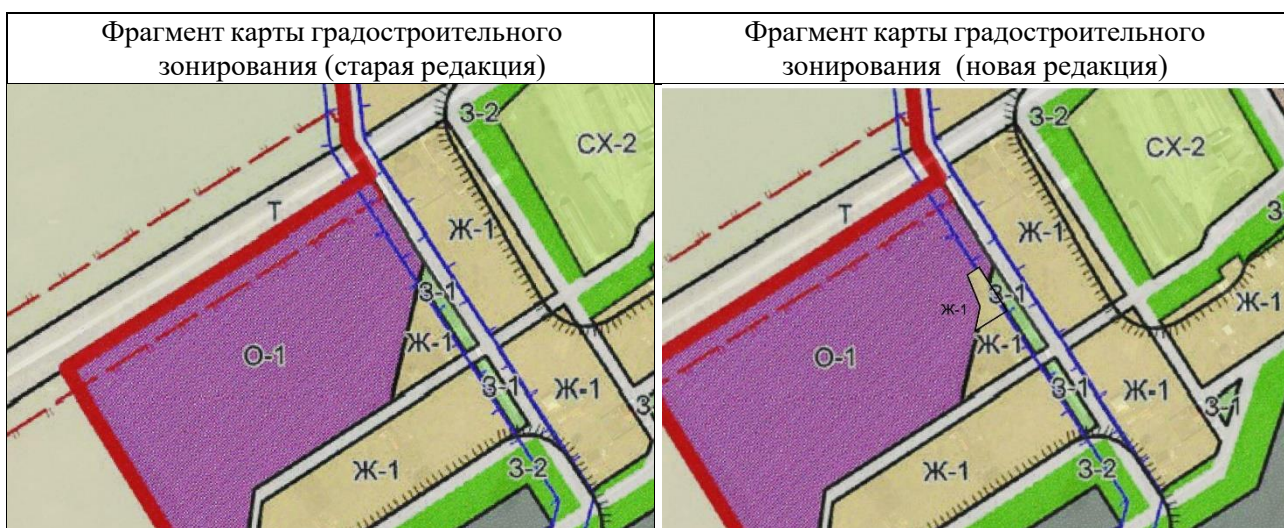 Фрагмент карты градостроительного
зонирования (старая редакция)
Фрагмент карты градостроительного
зонирования (новая редакция)
З-2
СХ-2
Т
Ж-1
З-1
О-1
Ж-1
З-1
Ж-1
З
Ж-1
З-2
З-2
СХ-2
З
Т
Ж-1
З-1
Ж-1
Ж-1
О-1
Ж-1
З-1
Ж-1
З-1
Ж-1
З-2